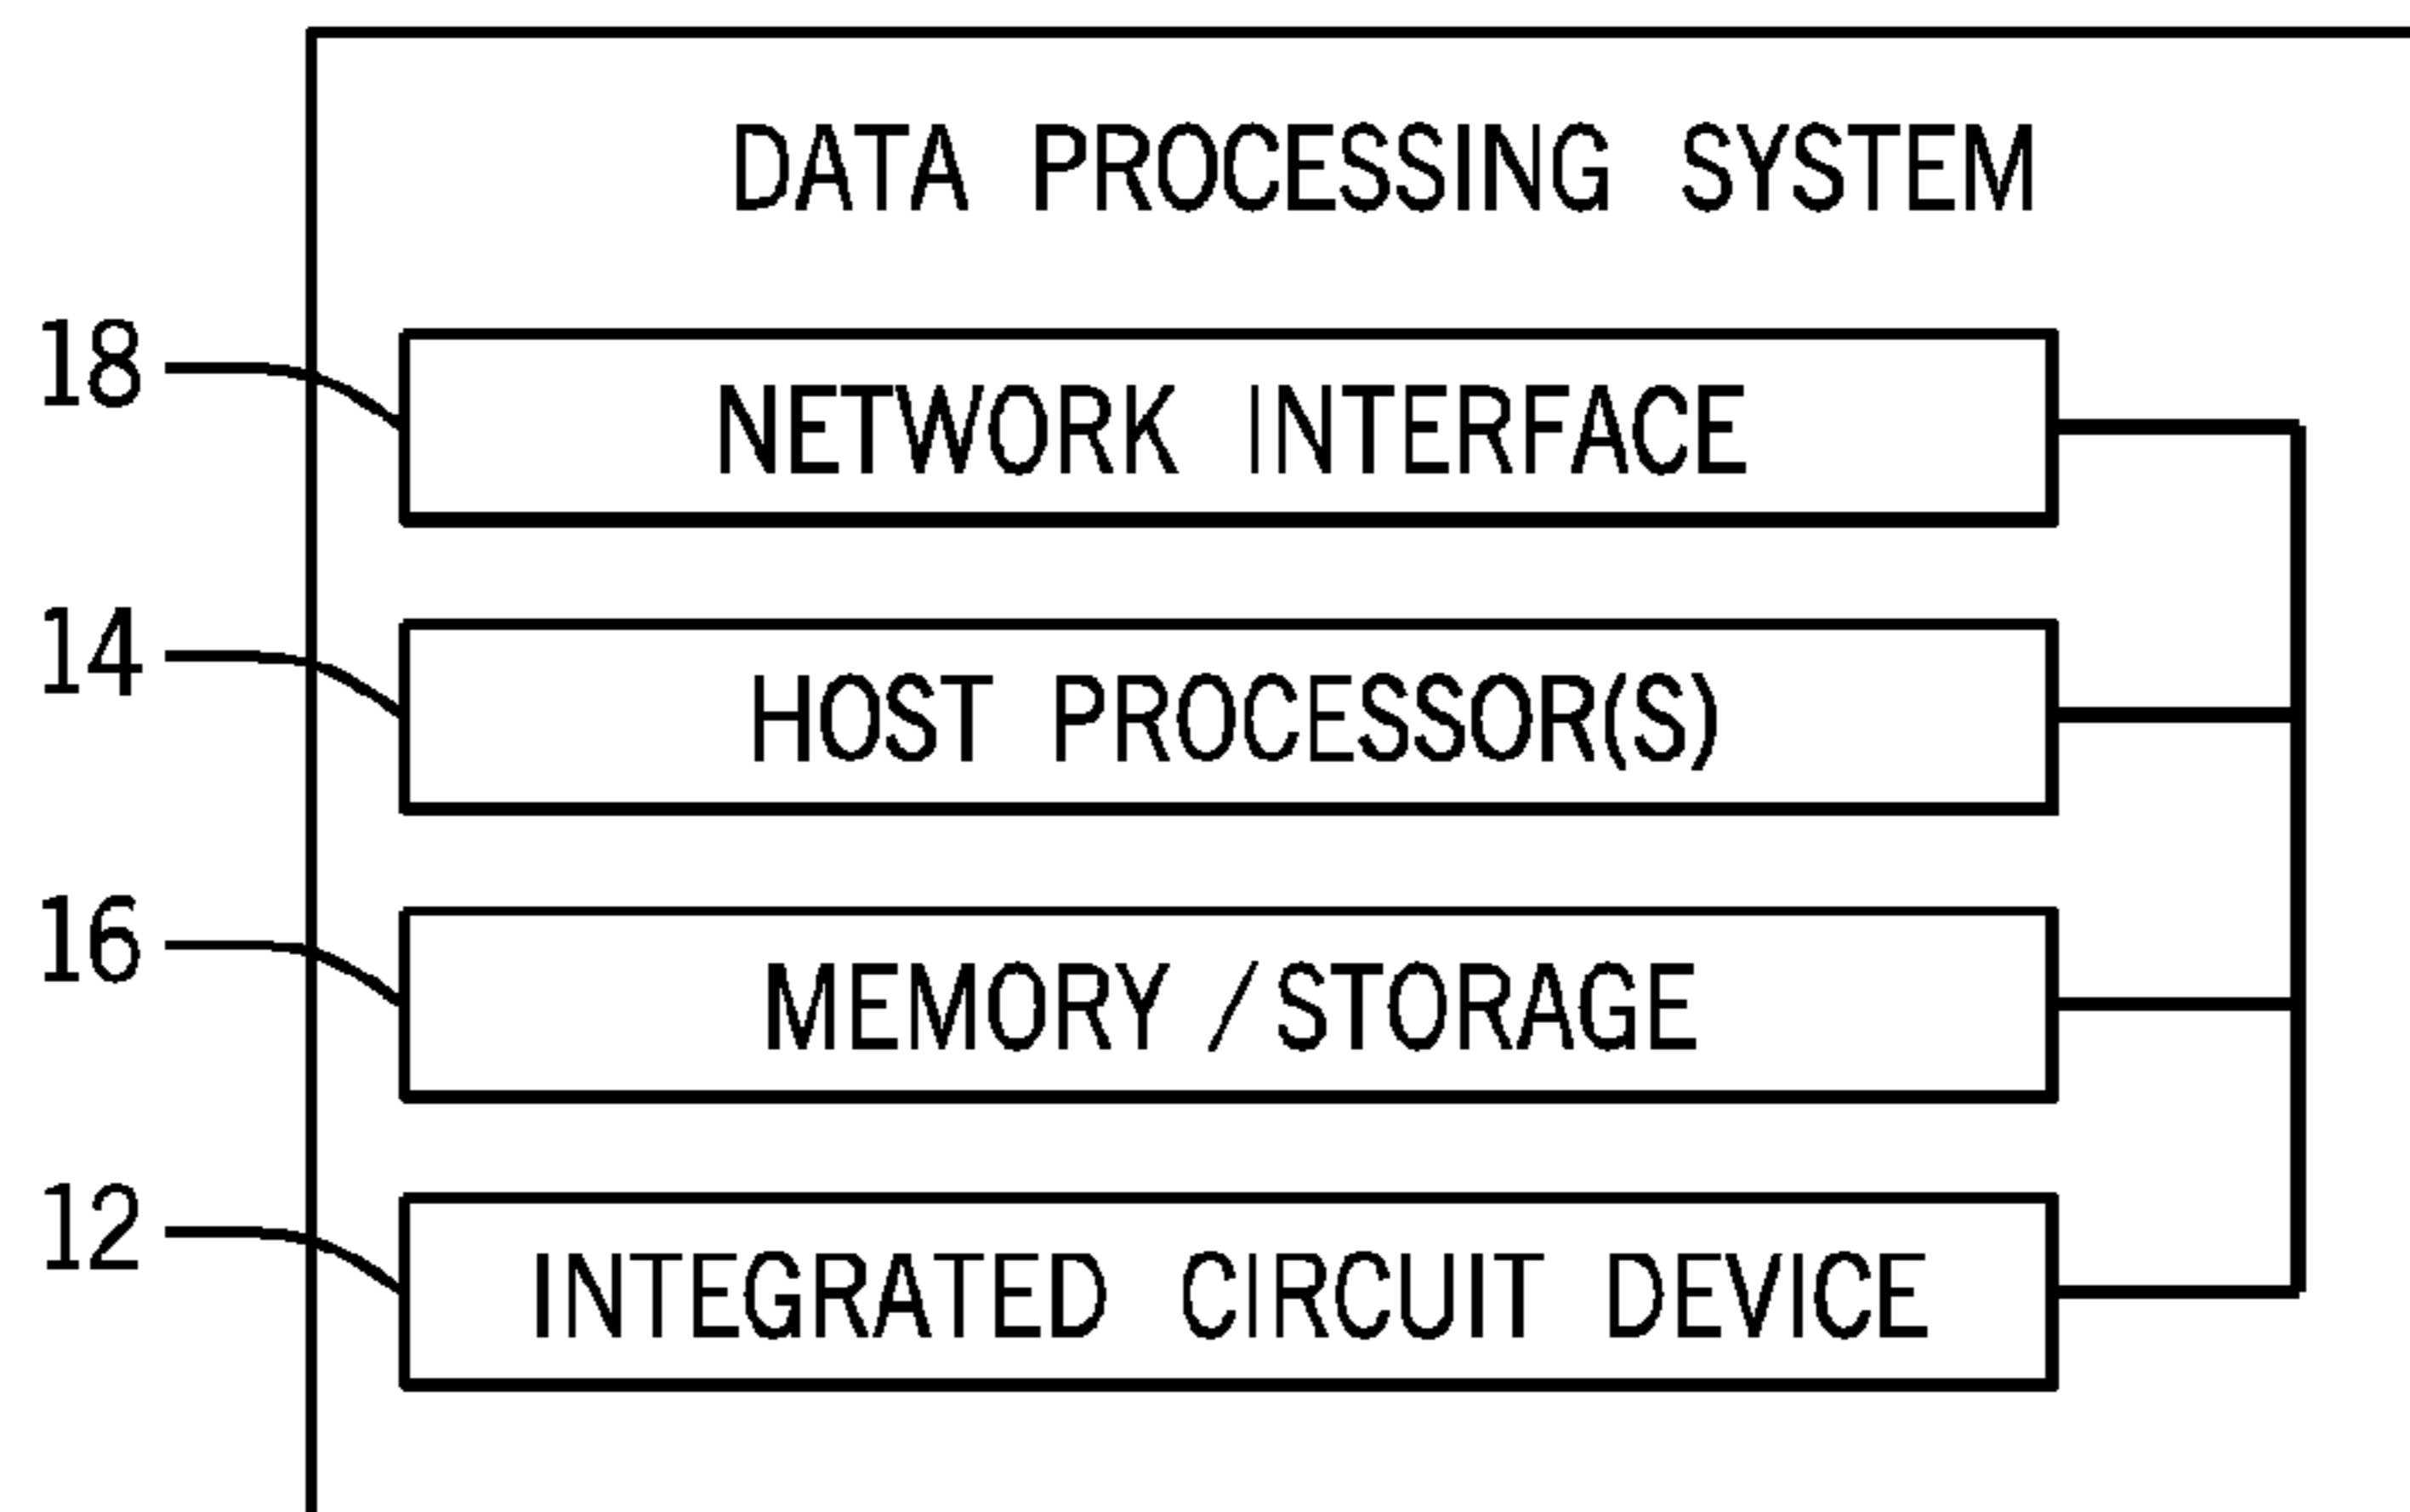 DATA PROCESSING SYSTEM
18
NETWORK INTERFACE
14
HOST PROCESSOR(S)
16
MEMORY / STORAGE
12
INTEGRATED CIRCUIT DEVICE